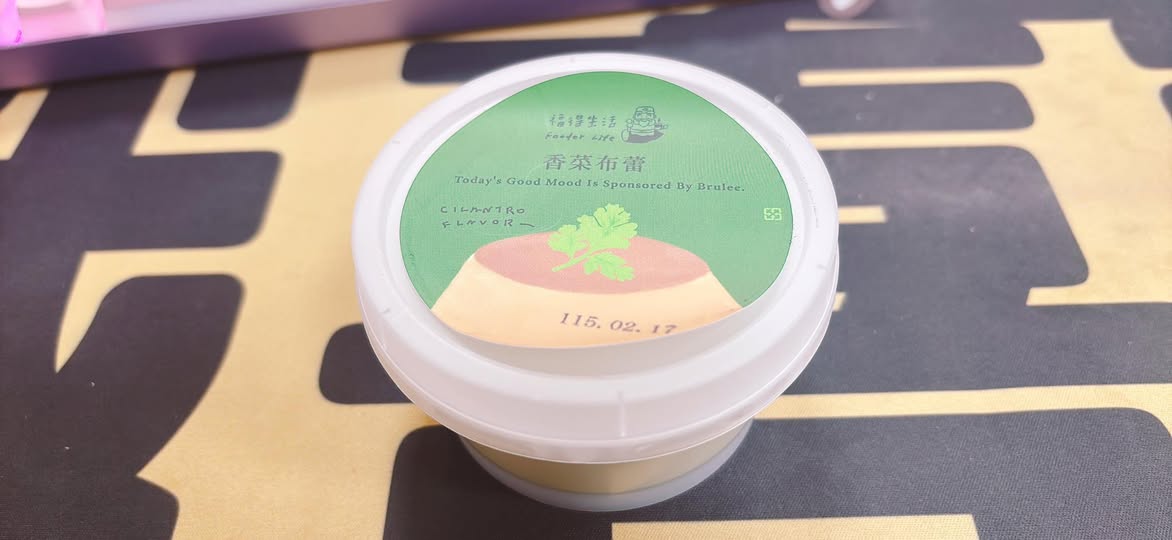 福得生活
Fooder Life
香菜布蕾
Today's Good Mood Is Sponsored By Brulee.
CILANTRO
FLAVOR
115. 02. 17